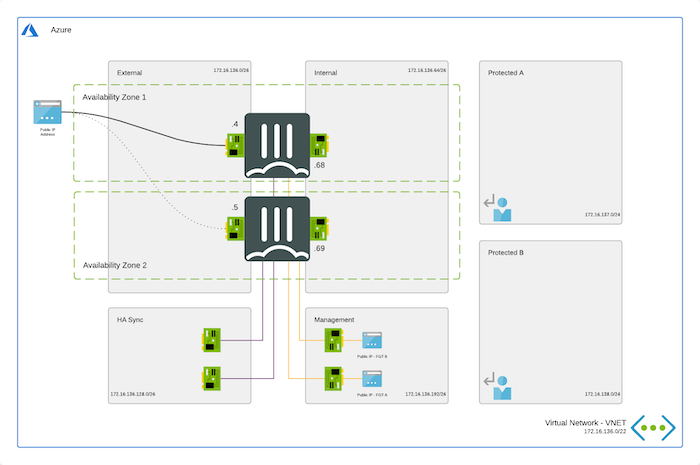 Azure
External
172.16.136.0/26
Internal
172.16.136.64/26
Protected A
Availability Zone 1
Public IP
Address
.4
.68
172.16.137.0/24
.5
.69
Availability Zone 2
Protected B
HA Sync
172.16.136.128.0/26
Management
Public IP - FGT B
Public IP - FGT A
172.16.136.192/26
172.16.138.0/24
Virtual Network - VNET
172.16.136.0/22